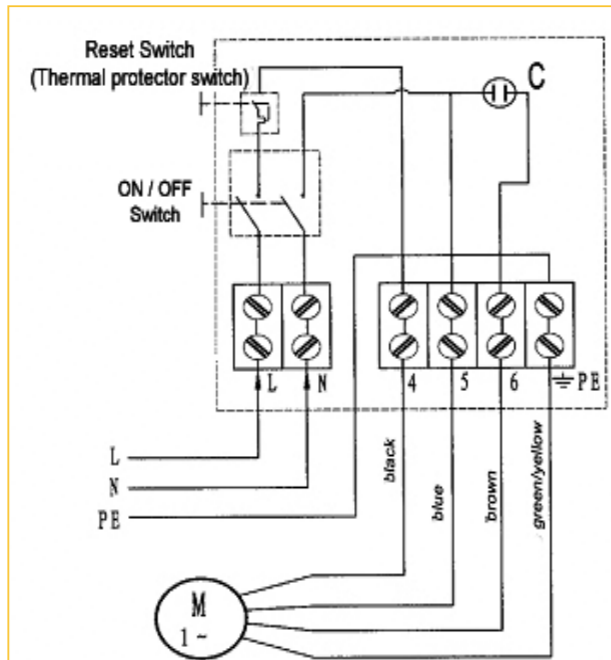 Reset Switch
(Thermal protector switch)
C
ON / OFF
Switch
L N 4 5 6 PE
L
N
PE
black
blue
brown
green/yellow
M
1 ~